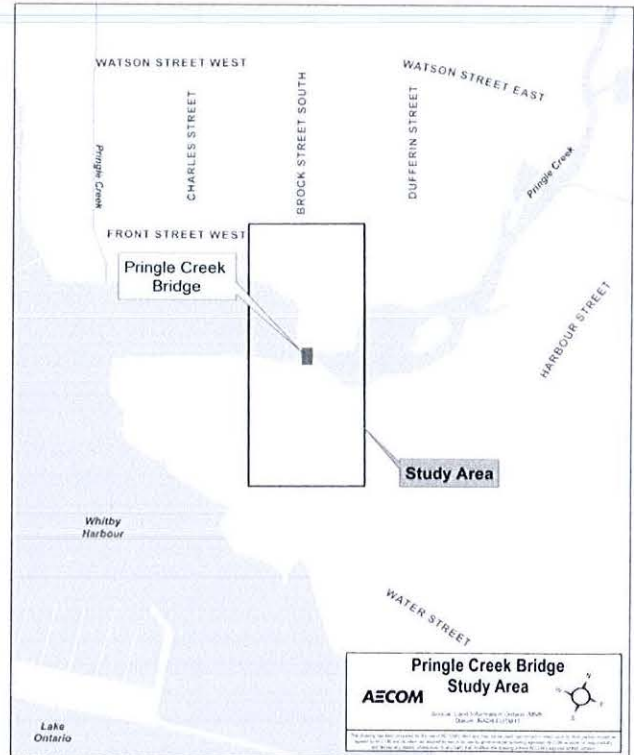 WATSON STREET WEST
WATSON STREET EAST
CHARLES STREET
BROCK STREET SOUTH
DUFFERIN STREET
Pringle Creek
Pringle Creek
FRONT STREET WEST
Pringle Creek
Bridge
HARBOUR STREET
Study Area
Whitby
Harbour
WATER STREET
Pringle Creek Bridge
Study Area
AECOM
Lake
Ontario